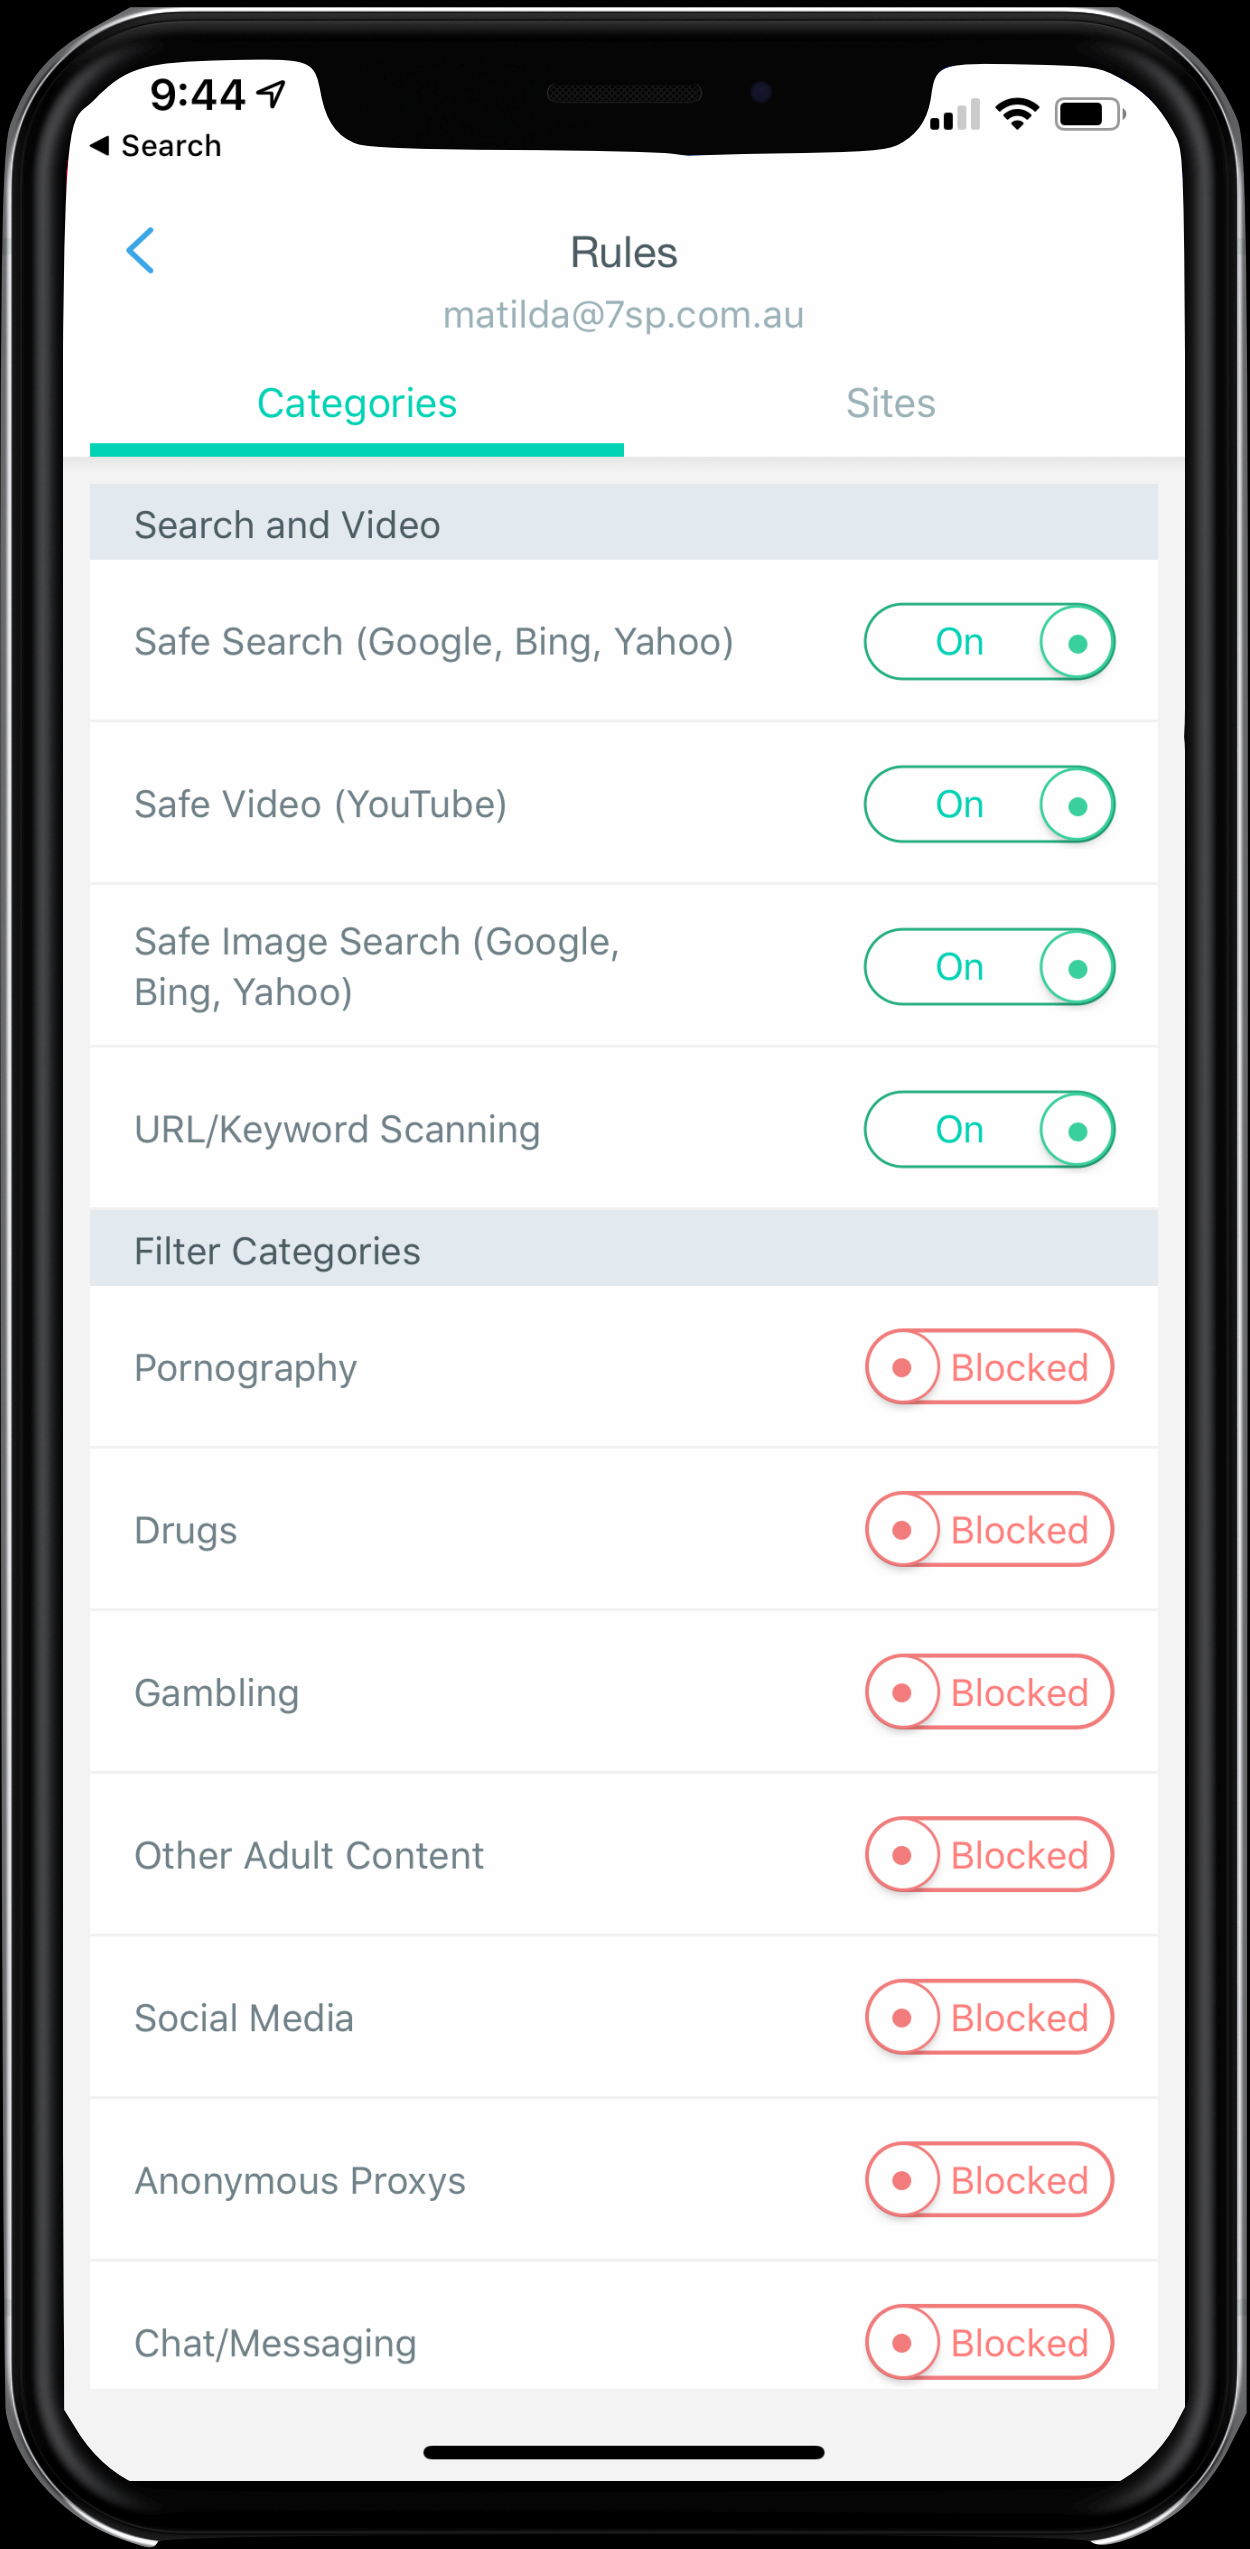 9:44
◀ Search
Rules
matilda@7sp.com.au
Categories
Sites
Search and Video
Safe Search (Google, Bing, Yahoo)
On
Safe Video (YouTube)
On
Safe Image Search (Google,
Bing, Yahoo)
On
URL/Keyword Scanning
On
Filter Categories
Pornography
Blocked
Drugs
Blocked
Gambling
Blocked
Other Adult Content
Blocked
Social Media
Blocked
Anonymous Proxys
Blocked
Chat/Messaging
Blocked